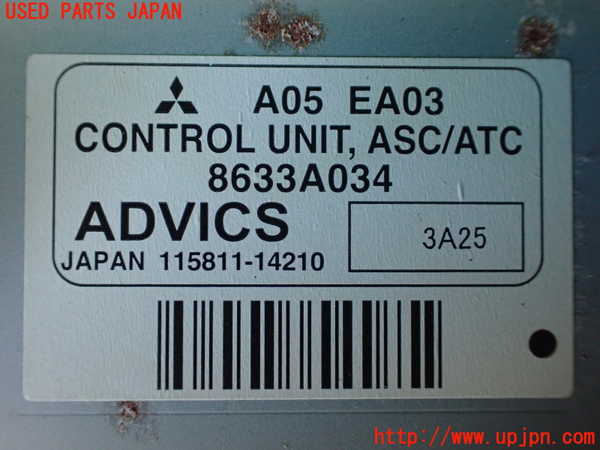 USED PARTS JAPAN
A05 EA03
CONTROL UNIT, ASC/ATC
8633A034
ADVICS
3A25
JAPAN 115811-14210
ADV
http://www.upjpn.com/